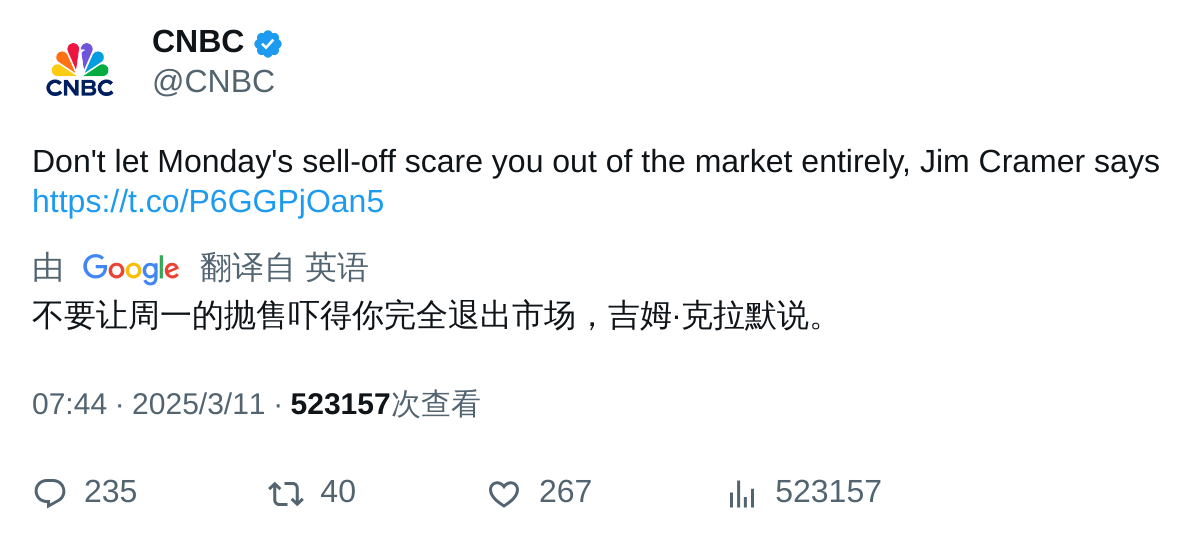 CNBC
CNBC
@CNBC
Don't let Monday's sell-off scare you out of the market entirely, Jim Cramer says
https://t.co/P6GGPjOan5
由 Google 翻译自 英语
不要让周一的抛售吓得你完全退出市场，吉姆·克拉默说。
07:44 · 2025/3/11 · 523157次查看
235 40 267 523157